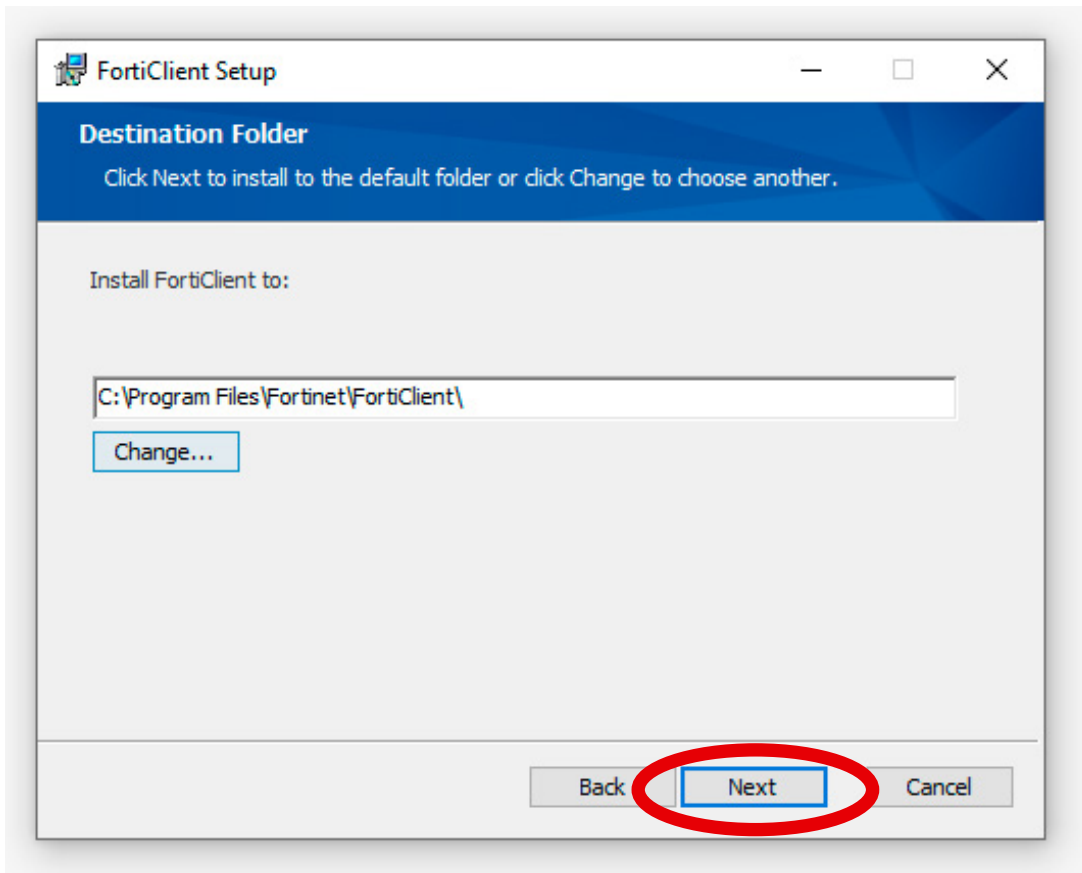 FortiClient Setup
Destination Folder
Click Next to install to the default folder or click Change to choose another.
Install FortiClient to:
C:\Program Files\Fortinet\FortiClient\
Change...
Back Next Cancel